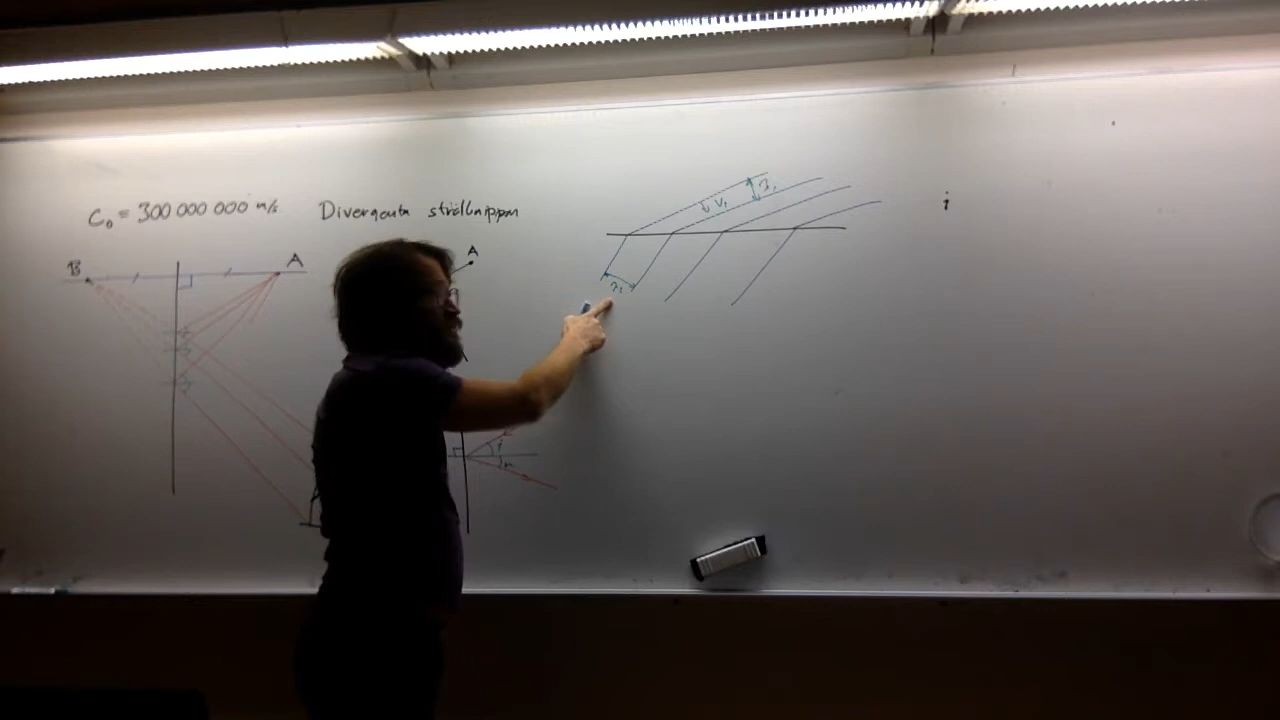 C₀ = 300 000 000 m/s
Divergenta strålknippen
B
A
A
λ₁
V₁
λ₂
i